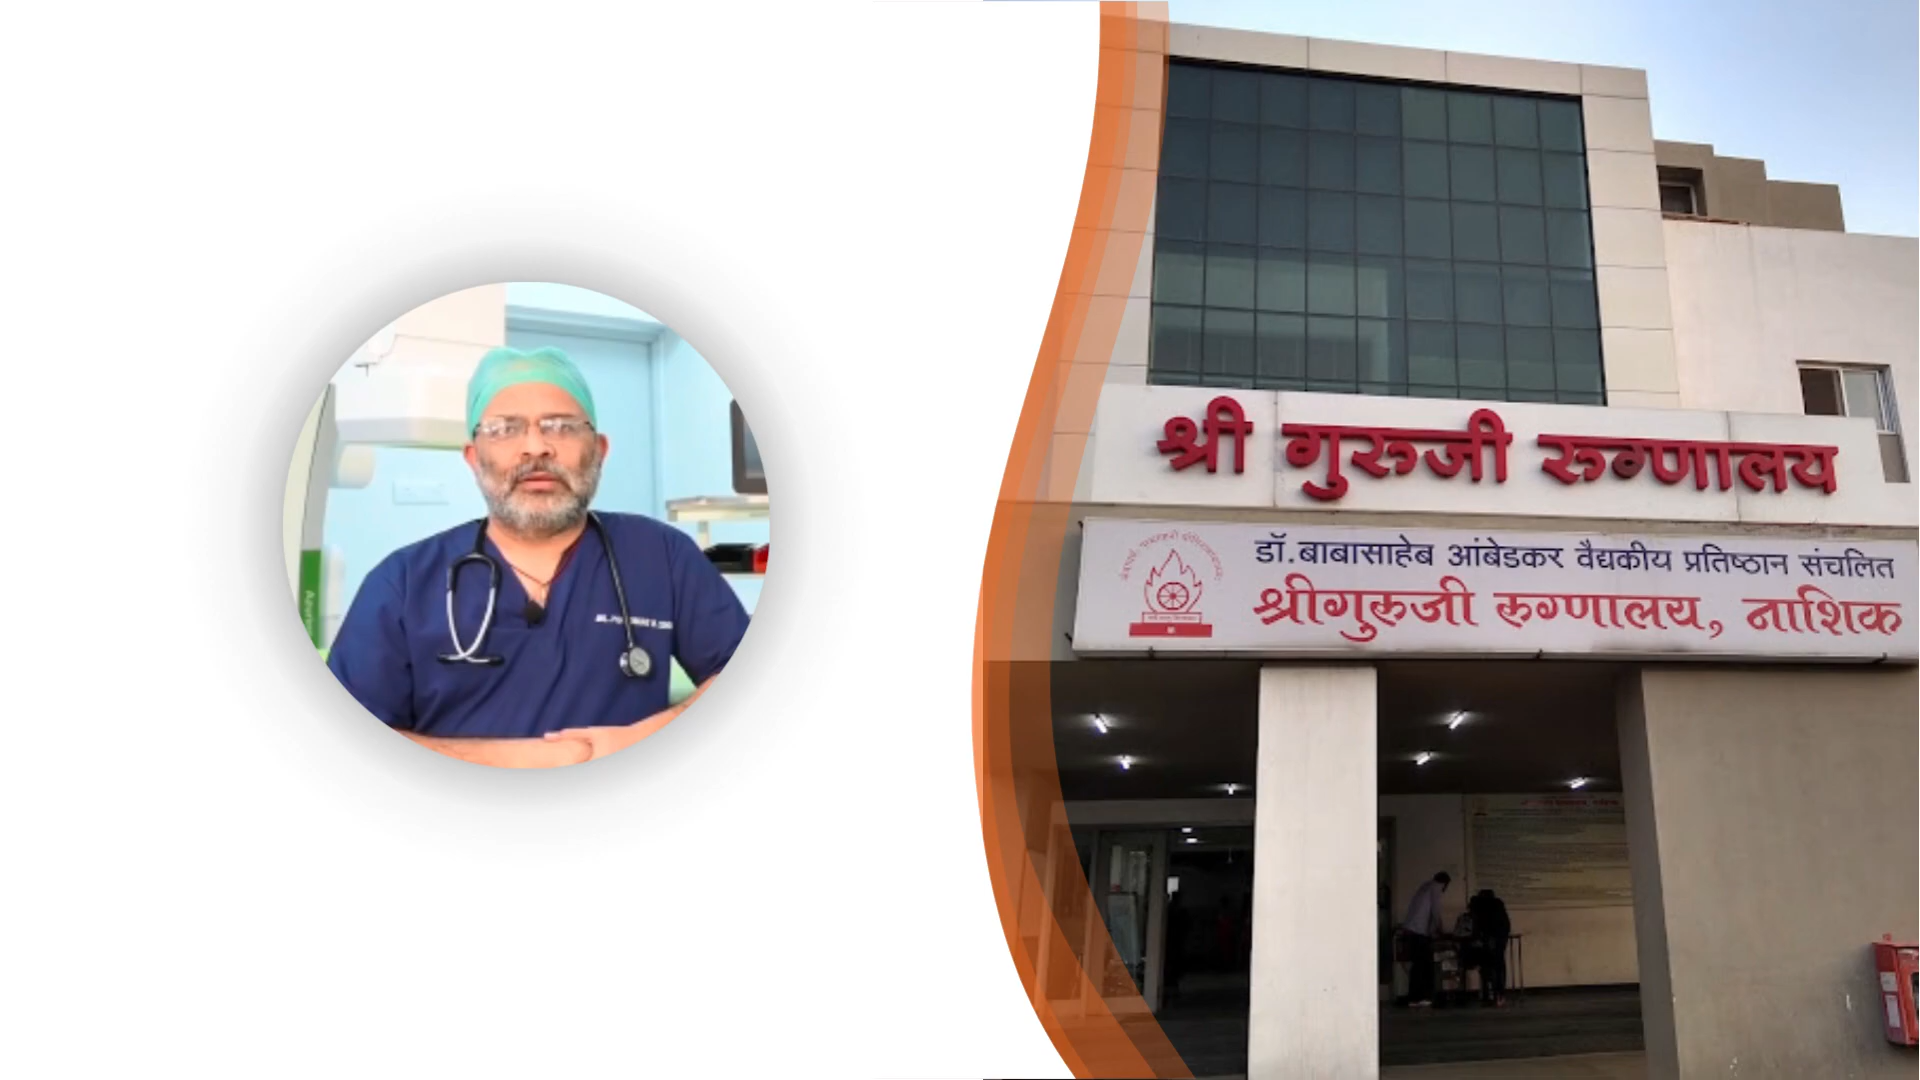 श्री गुरुजी रुग्णालय
डॉ.बाबासाहेब आंबेडकर वैद्यकीय प्रतिष्ठान संचलित
श्रीगुरुजी रुग्णालय, नाशिक